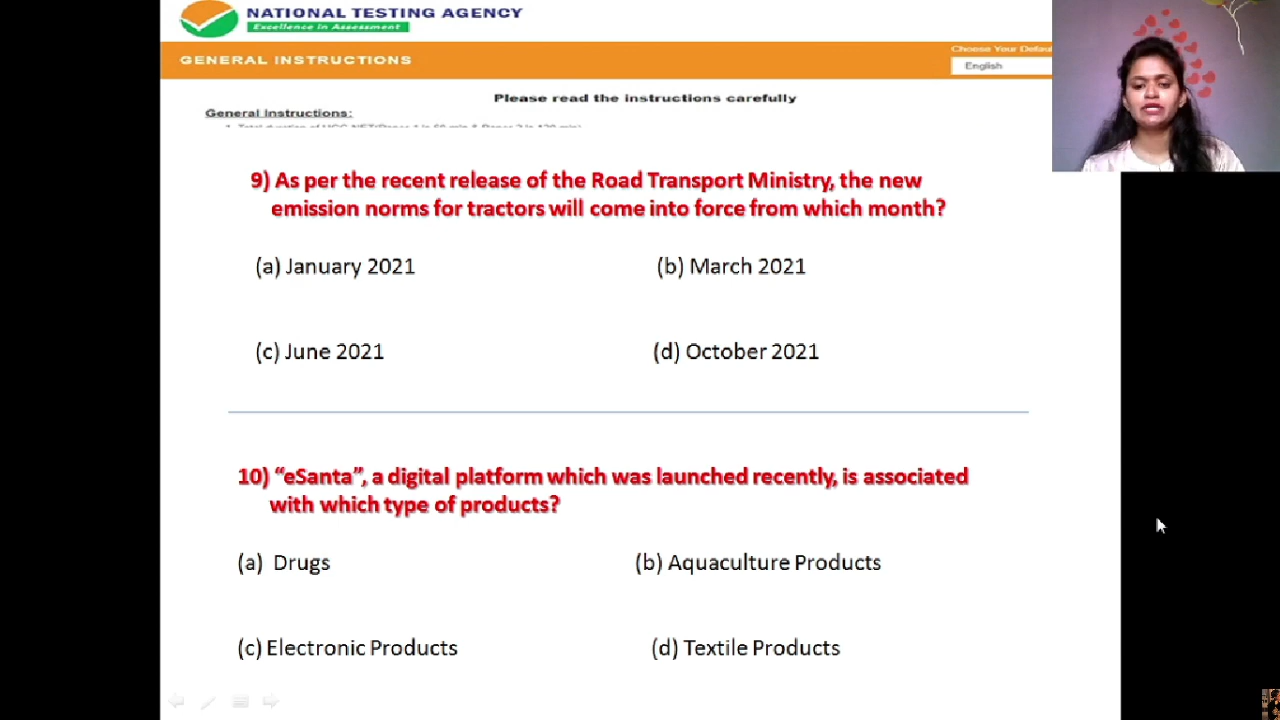 NATIONAL TESTING AGENCY
Excellence in Assessment
GENERAL INSTRUCTIONS
Choose Your Defau
English
Please read the instructions carefully
General Instructions:
9) As per the recent release of the Road Transport Ministry, the new
emission norms for tractors will come into force from which month?
(a) January 2021
(b) March 2021
(c) June 2021
(d) October 2021
10) “eSanta”, a digital platform which was launched recently, is associated
with which type of products?
(a) Drugs
(b) Aquaculture Products
(c) Electronic Products
(d) Textile Products